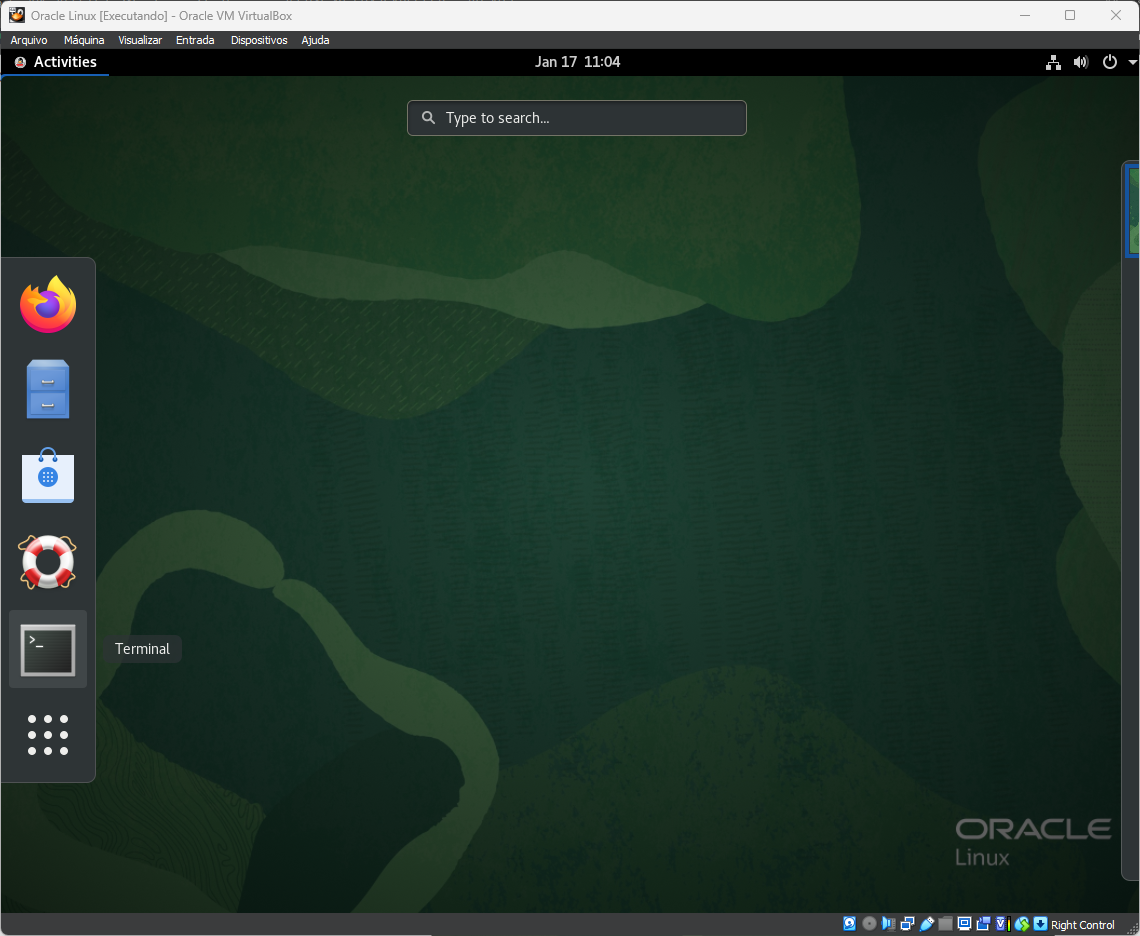 Oracle Linux [Executando] - Oracle VM VirtualBox
Arquivo Máquina Visualizar Entrada Dispositivos Ajuda
Activities Jan 17 11:04
Type to search...
>_
Terminal
ORACLE
Linux
Right Control